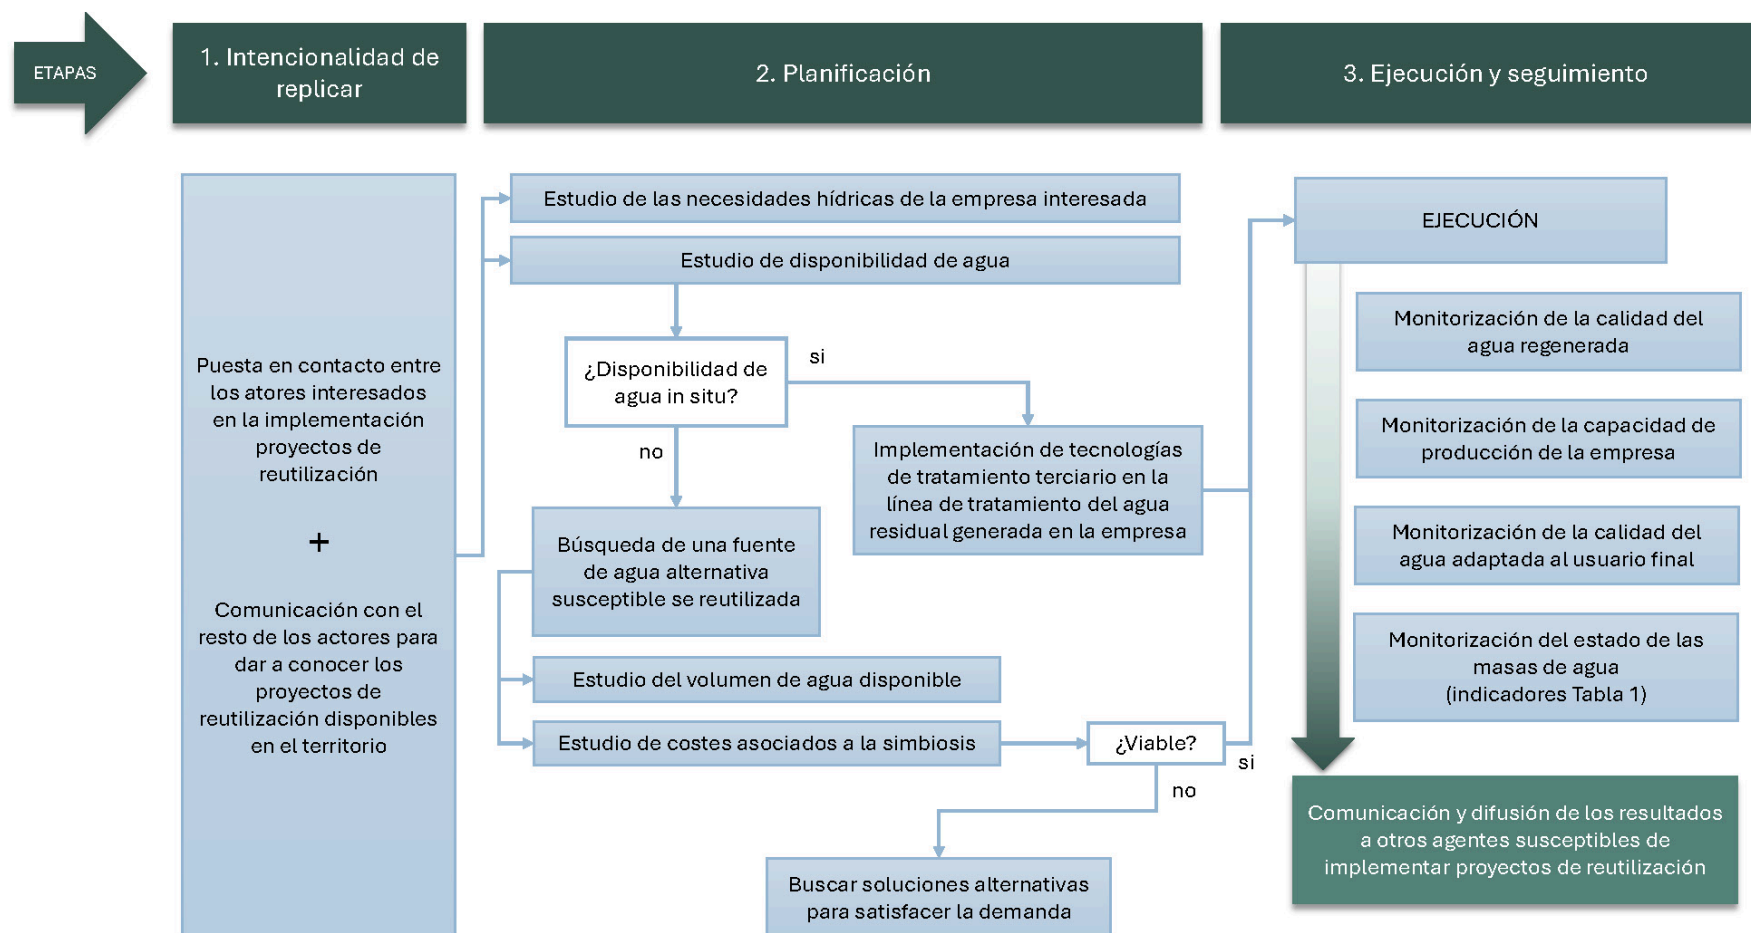 ETAPAS
1. Intencionalidad de
replicar
2. Planificación
3. Ejecución y seguimiento
Puesta en contacto entre
los atores interesados
en la implementación
proyectos de
reutilización
+
Comunicación con el
resto de los actores para
dar a conocer los
proyectos de
reutilización disponibles
en el territorio
Estudio de las necesidades hídricas de la empresa interesada
Estudio de disponibilidad de agua
¿Disponibilidad de
agua in situ?
si
no
Implementación de tecnologías
de tratamiento terciario en la
línea de tratamiento del agua
residual generada en la empresa
Búsqueda de una fuente
de agua alternativa
susceptible se reutilizada
Estudio del volumen de agua disponible
Estudio de costes asociados a la simbiosis
¿Viable?
si
no
Buscar soluciones alternativas
para satisfacer la demanda
EJECUCIÓN
Monitorización de la calidad del
agua regenerada
Monitorización de la capacidad de
producción de la empresa
Monitorización de la calidad del
agua adaptada al usuario final
Monitorización del estado de las
masas de agua
(indicadores Tabla 1)
Comunicación y difusión de los resultados
a otros agentes susceptibles de
implementar proyectos de reutilización